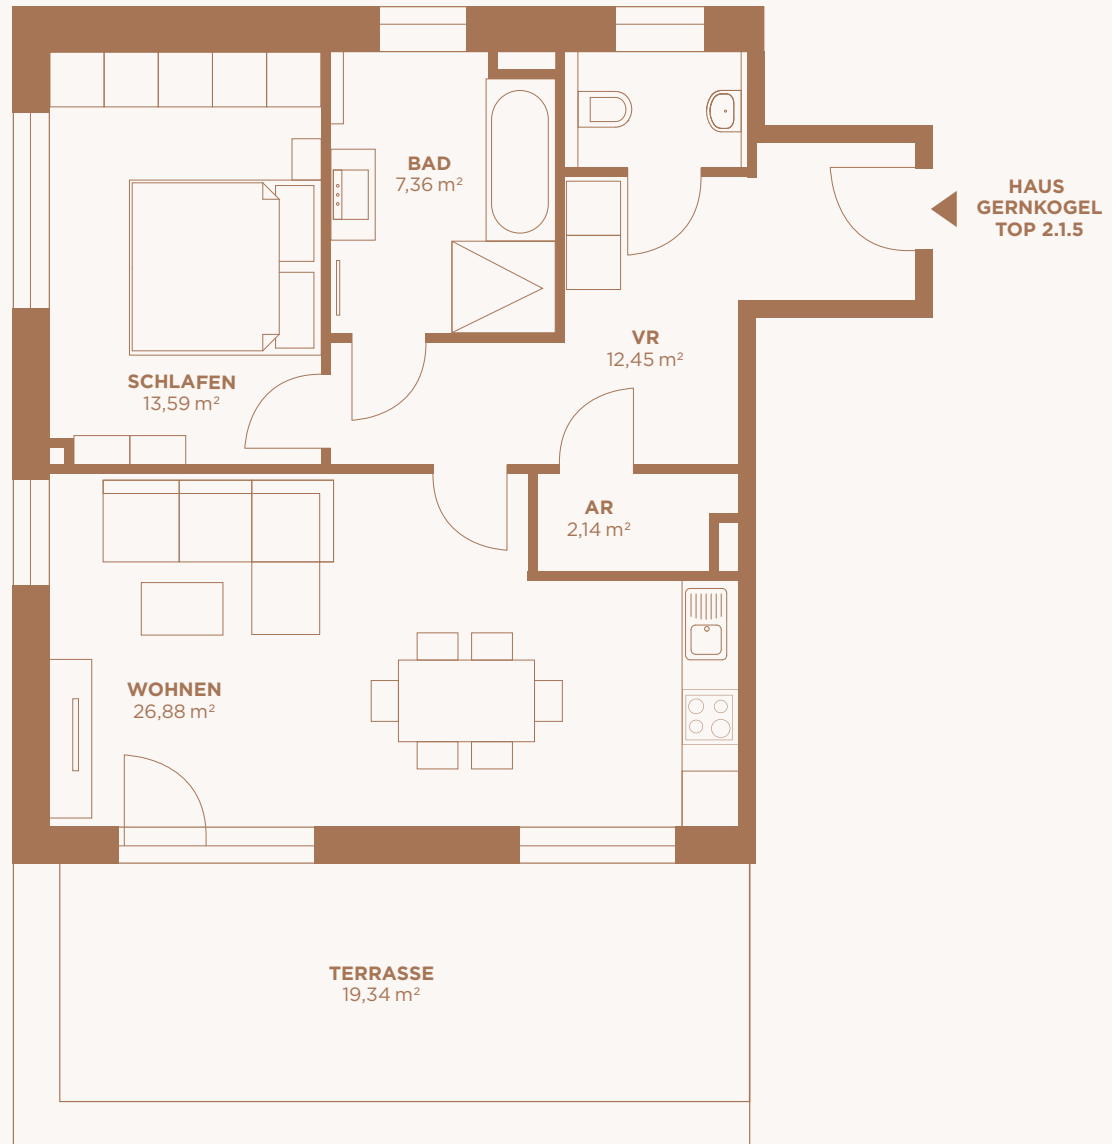 BAD
7,36 m²
HAUS
GERNKOGEL
TOP 2.1.5
VR
12,45 m²
SCHLAFEN
13,59 m²
AR
2,14 m²
WOHNEN
26,88 m²
TERRASSE
19,34 m²